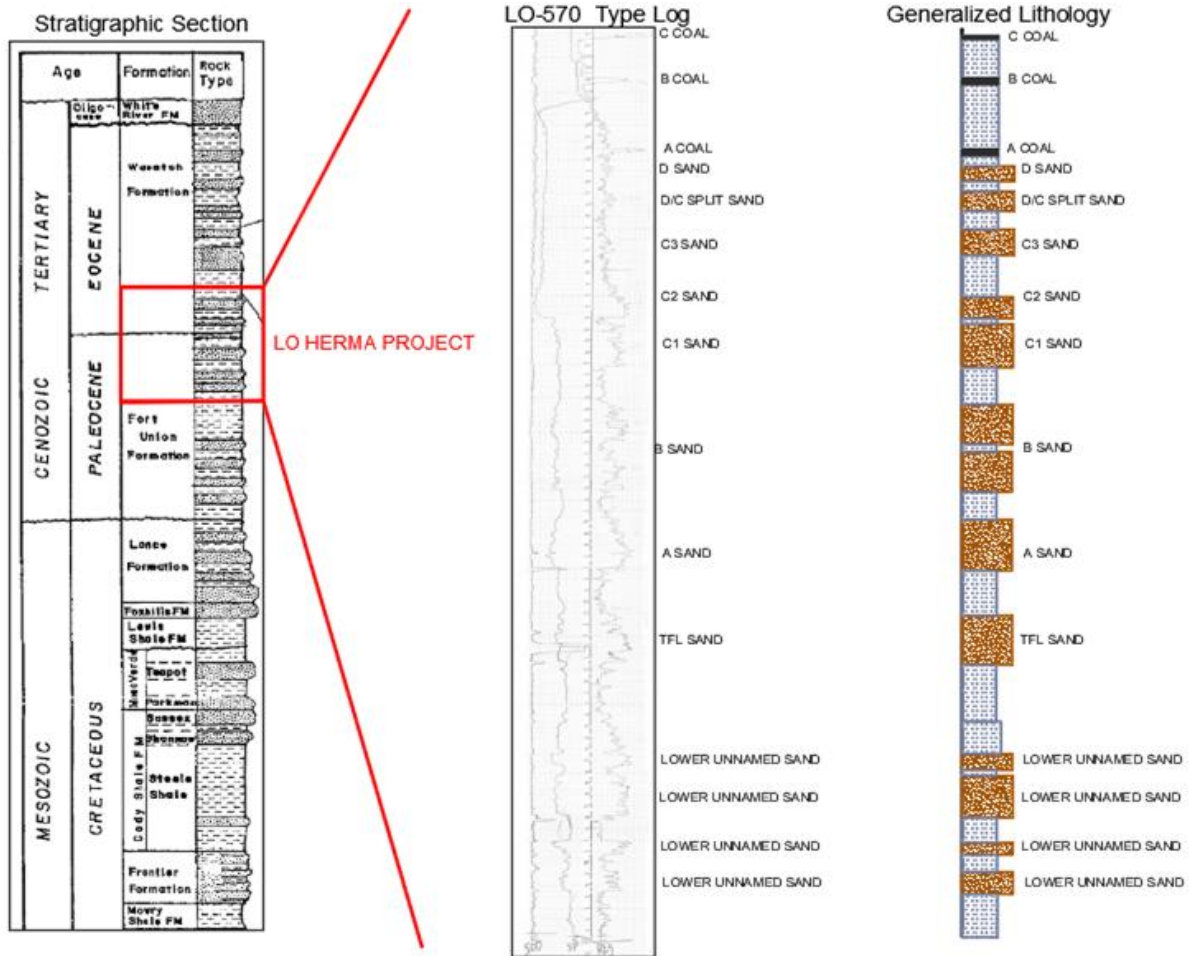 Stratigraphic Section
Age
Formation
Rock
Type
CENOZOIC
TERTIARY
Oligo-
cene
White
River FM
EOCENE
Wasatch
Formation
PALEOCENE
Fort
Union
Formation
MESOZOIC
CRETACEOUS
Lance
Formation
Foxhills FM
Lewis
Shale FM
MesaVerde
Teapot
Parkman
Cody Shale FM
Sussex
Shannon
Steele
Shale
Frontier
Formation
Mowry
Shale FM
LO HERMA PROJECT
LO-570 Type Log
C COAL
B COAL
A COAL
D SAND
D/C SPLIT SAND
C3 SAND
C2 SAND
C1 SAND
B SAND
A SAND
TFL SAND
LOWER UNNAMED SAND
LOWER UNNAMED SAND
LOWER UNNAMED SAND
LOWER UNNAMED SAND
Generalized Lithology
C COAL
B COAL
A COAL
D SAND
D/C SPLIT SAND
C3 SAND
C2 SAND
C1 SAND
B SAND
A SAND
TFL SAND
LOWER UNNAMED SAND
LOWER UNNAMED SAND
LOWER UNNAMED SAND
LOWER UNNAMED SAND